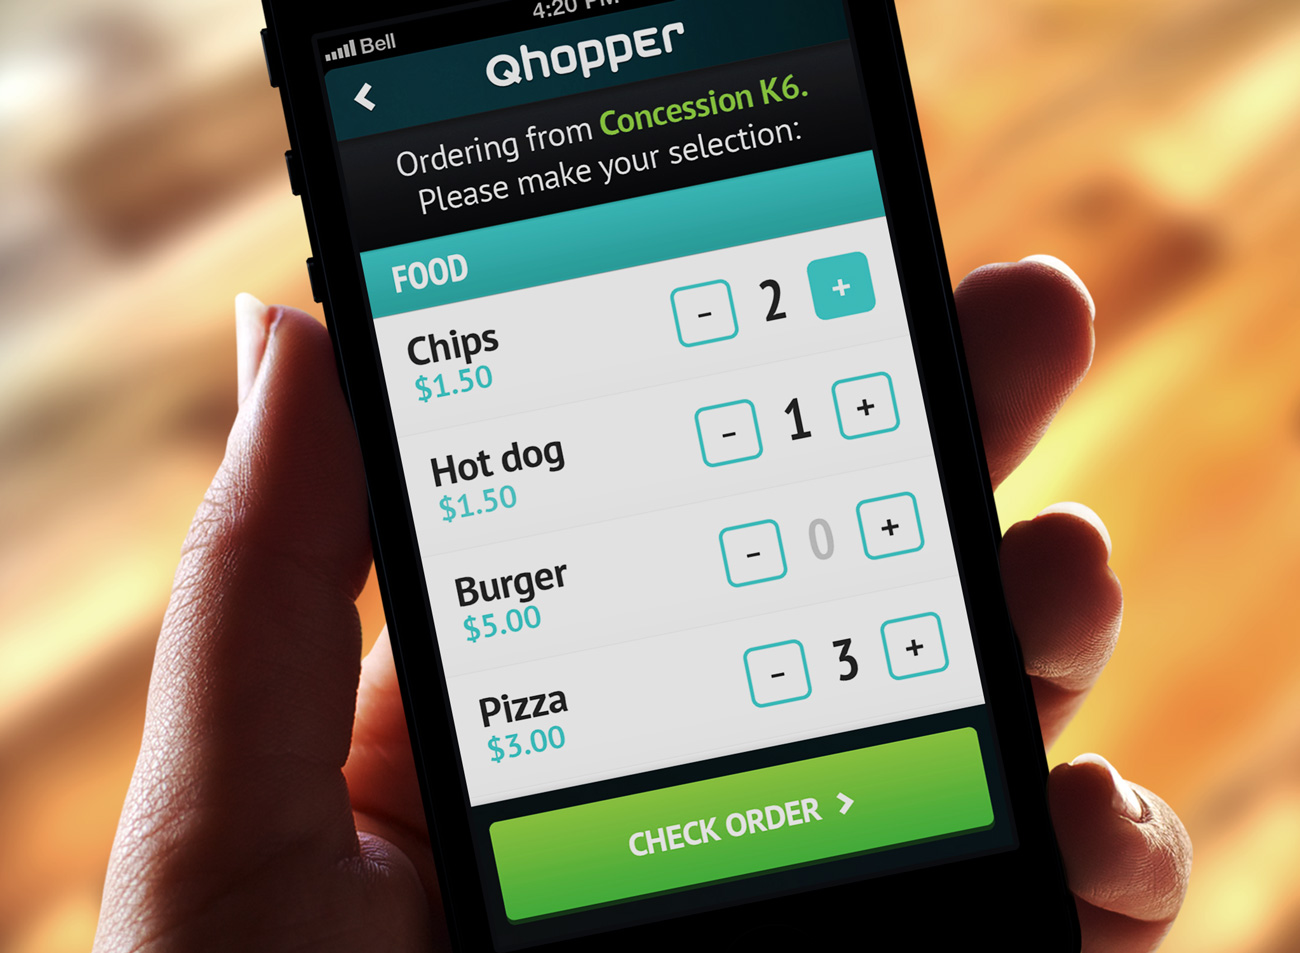 Bell 4:20 PM
Qhopper
Ordering from Concession K6.
Please make your selection:
FOOD
Chips - 2 +
$1.50
Hot dog - 1 +
$1.50
Burger - 0 +
$5.00
Pizza - 3 +
$3.00
CHECK ORDER